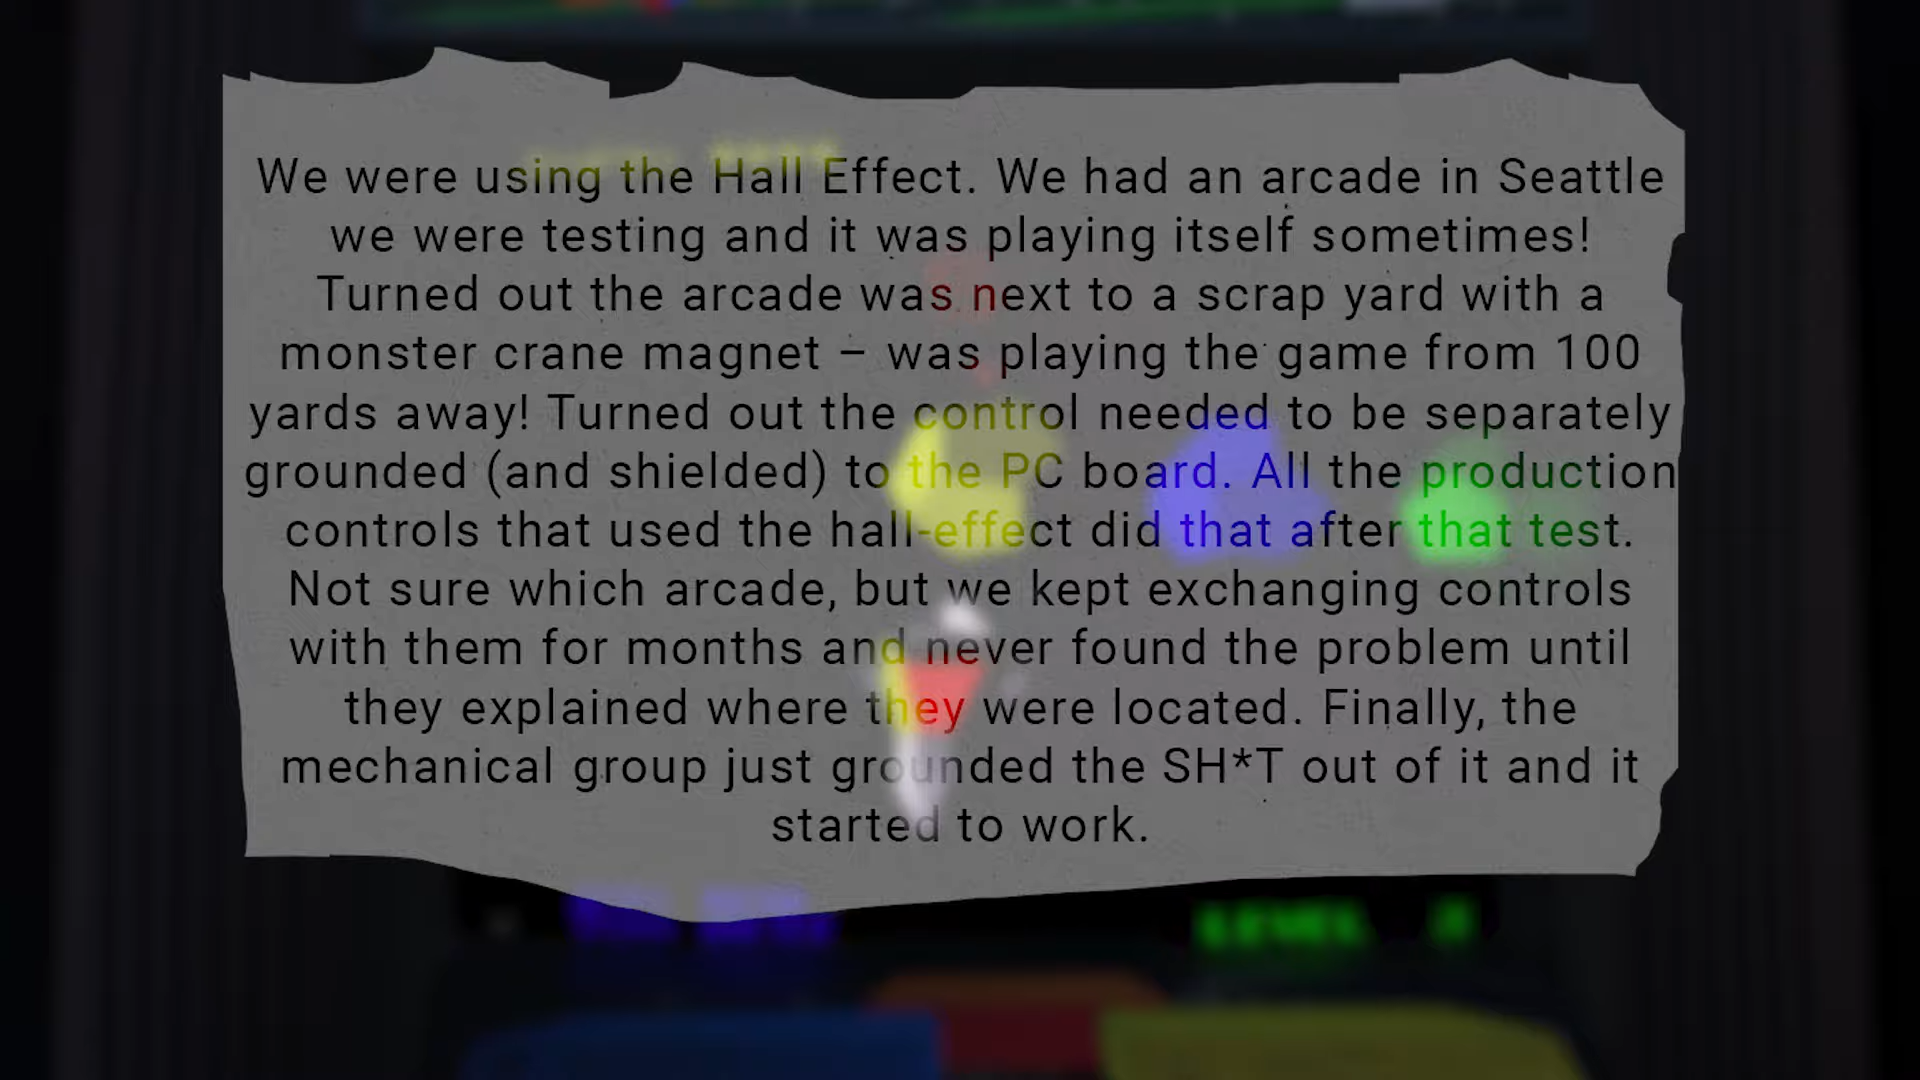 We were using the Hall Effect. We had an arcade in Seattle
we were testing and it was playing itself sometimes!
Turned out the arcade was next to a scrap yard with a
monster crane magnet – was playing the game from 100
yards away! Turned out the control needed to be separately
grounded (and shielded) to the PC board. All the production
controls that used the hall-effect did that after that test.
Not sure which arcade, but we kept exchanging controls
with them for months and never found the problem until
they explained where they were located. Finally, the
mechanical group just grounded the SH*T out of it and it
started to work.
LEVEL